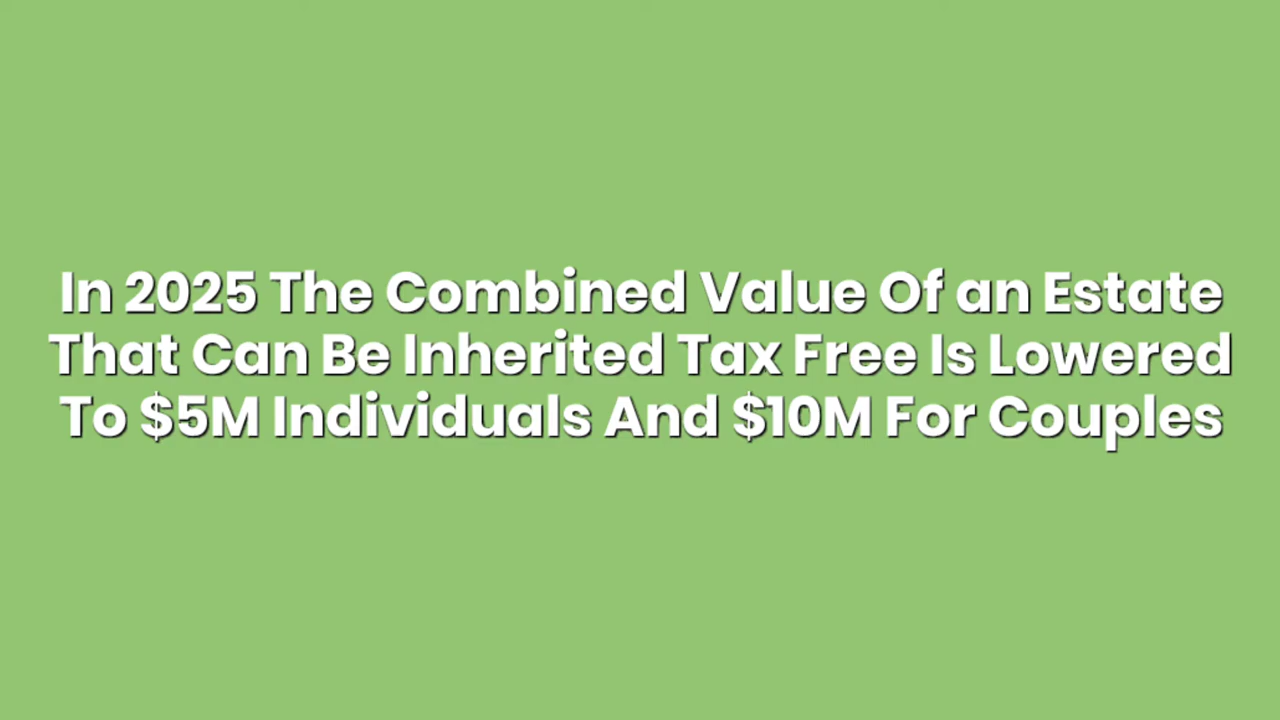 In 2025 The Combined Value Of an Estate
That Can Be Inherited Tax Free Is Lowered
To $5M Individuals And $10M For Couples